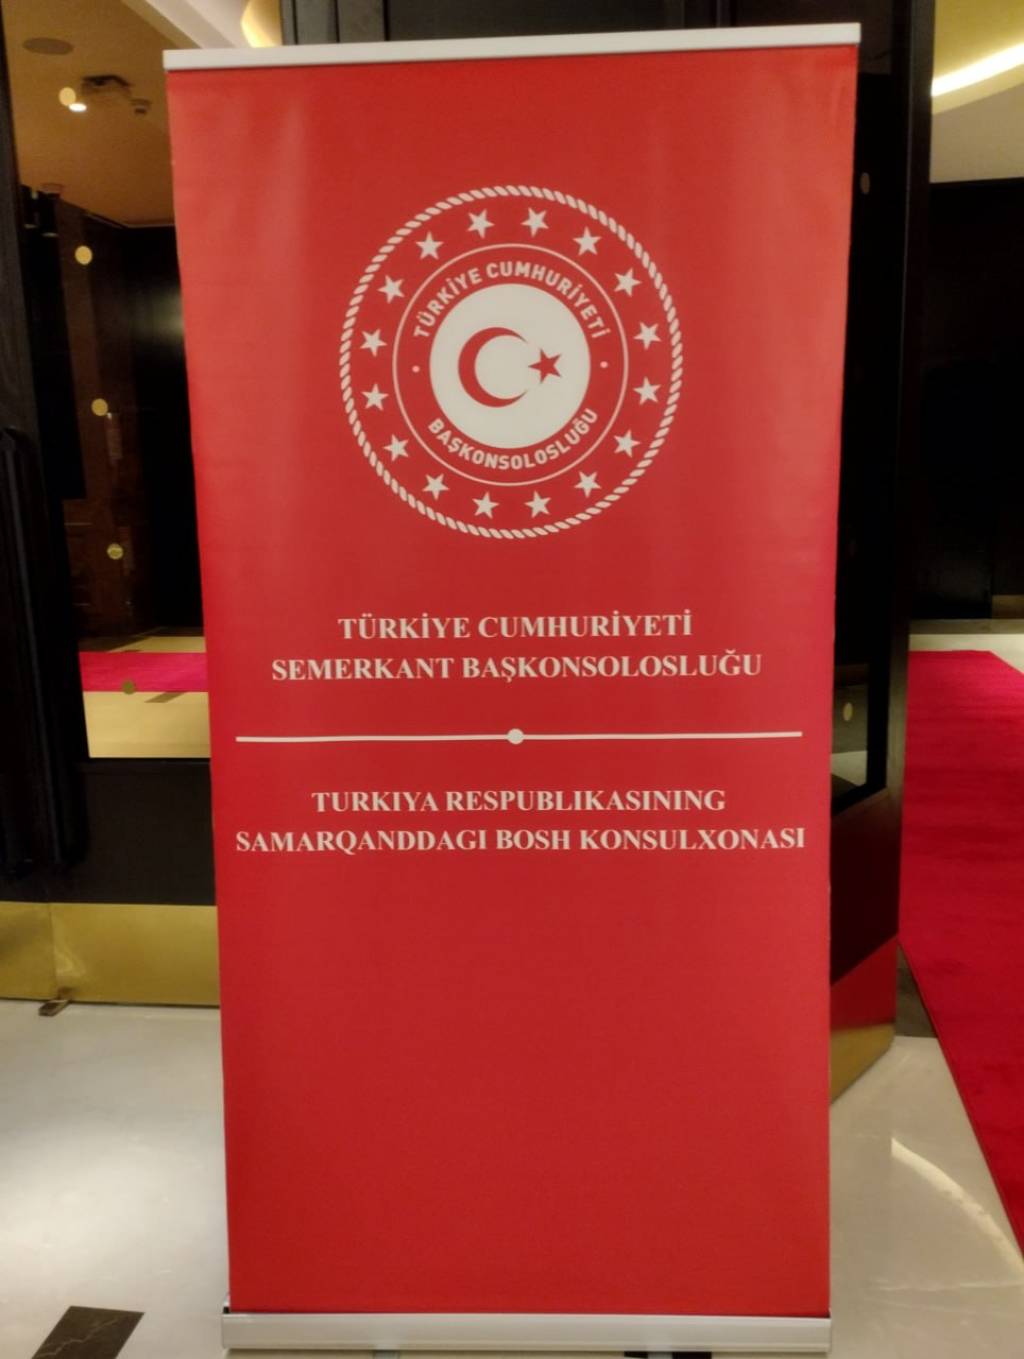 TÜRKİYE CUMHURİYETİ
BAŞKONSOLOSLUĞU
TÜRKİYE CUMHURİYETİ
SEMERKANT BAŞKONSOLOSLUĞU
TURKIYA RESPUBLIKASINING
SAMARQANDDAGI BOSH KONSULXONASI